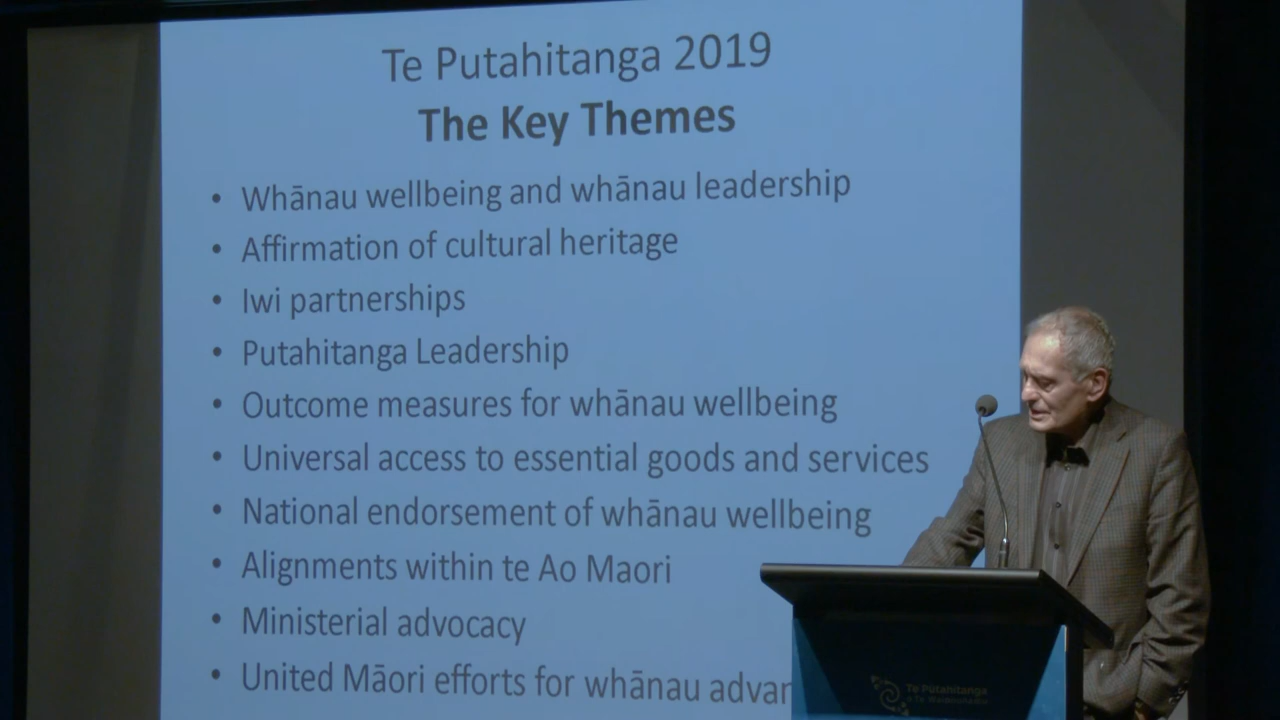 Te Putahitanga 2019
The Key Themes
• Whānau wellbeing and whānau leadership
• Affirmation of cultural heritage
• Iwi partnerships
• Putahitanga Leadership
• Outcome measures for whānau wellbeing
• Universal access to essential goods and services
• National endorsement of whānau wellbeing
• Alignments within te Ao Maori
• Ministerial advocacy
• United Māori efforts for whānau advan
Te Pūtahitanga